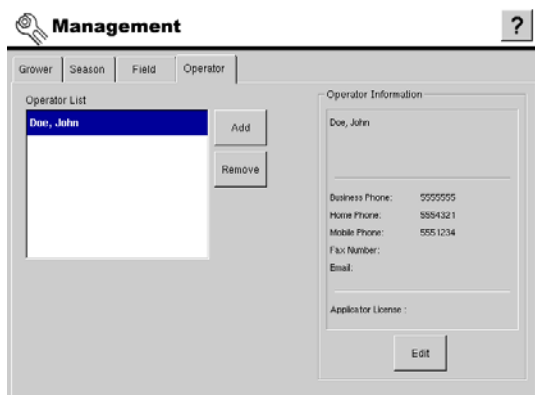 Management
?
Grower Season Field Operator
Operator List
Doe, John
Add
Remove
Operator Information
Doe, John
Business Phone: 5555555
Home Phone: 5554321
Mobile Phone: 5551234
Fax Number:
Email:
Applicator License :
Edit